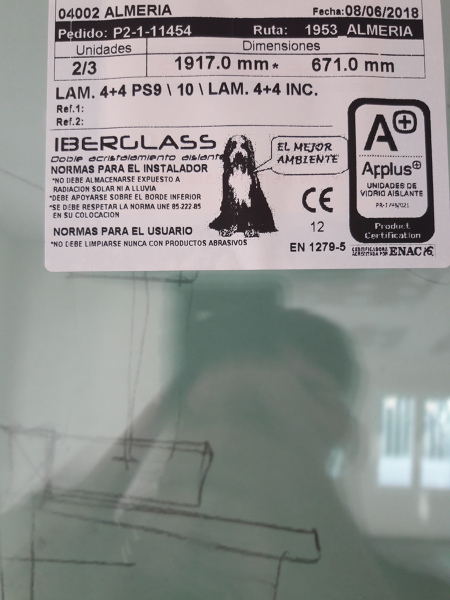 04002 ALMERIA Fecha:08/06/2018
Pedido: P2-1-11454 Ruta: 1953 ALMERIA
Unidades Dimensiones
2/3 1917.0 mm* 671.0 mm
LAM. 4+4 PS9 \ 10 \ LAM. 4+4 INC.
Ref.1:
Ref.2:
IBERGLASS
Doble acristalamiento aislante
NORMAS PARA EL INSTALADOR
*NO DEBE ALMACENARSE EXPUESTO A
RADIACION SOLAR NI A LLUVIA
*DEBE APOYARSE SOBRE EL BORDE INFERIOR
*SE DEBE RESPETAR LA NORMA UNE 85-222-85
EN SU COLOCACION
NORMAS PARA EL USUARIO
*NO DEBE LIMPIARSE NUNCA CON PRODUCTOS ABRASIVOS
EL MEJOR
AMBIENTE
CE
12
EN 1279-5
A+
Applus+
UNIDADES DE
VIDRIO AISLANTE
Product
Certification
CERTIFICADORA
ACREDITADA POR ENAC